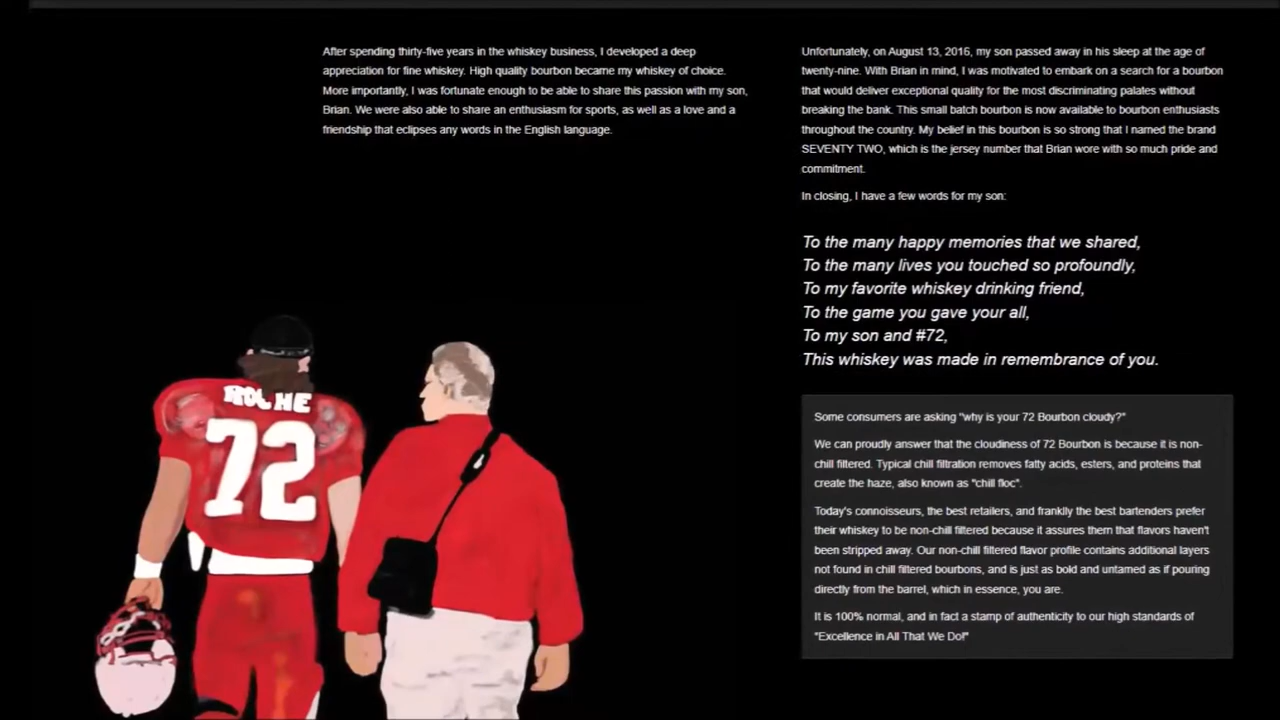 After spending thirty-five years in the whiskey business, I developed a deep
appreciation for fine whiskey. High quality bourbon became my whiskey of choice.
More importantly, I was fortunate enough to be able to share this passion with my son,
Brian. We were also able to share an enthusiasm for sports, as well as a love and a
friendship that eclipses any words in the English language.
Unfortunately, on August 13, 2016, my son passed away in his sleep at the age of
twenty-nine. With Brian in mind, I was motivated to embark on a search for a bourbon
that would deliver exceptional quality for the most discriminating palates without
breaking the bank. This small batch bourbon is now available to bourbon enthusiasts
throughout the country. My belief in this bourbon is so strong that I named the brand
SEVENTY TWO, which is the jersey number that Brian wore with so much pride and
commitment.
In closing, I have a few words for my son:
To the many happy memories that we shared,
To the many lives you touched so profoundly,
To my favorite whiskey drinking friend,
To the game you gave your all,
To my son and #72,
This whiskey was made in remembrance of you.
Some consumers are asking "why is your 72 Bourbon cloudy?"
We can proudly answer that the cloudiness of 72 Bourbon is because it is non-
chill filtered. Typical chill filtration removes fatty acids, esters, and proteins that
create the haze, also known as "chill floc".
Today's connoisseurs, the best retailers, and franklly the best bartenders prefer
their whiskey to be non-chill filtered because it assures them that flavors haven't
been stripped away. Our non-chill filtered flavor profile contains additional layers
not found in chill filtered bourbons, and is just as bold and untamed as if pouring
directly from the barrel, which in essence, you are.
It is 100% normal, and in fact a stamp of authenticity to our high standards of
"Excellence in All That We Do!"
ROCHE
72